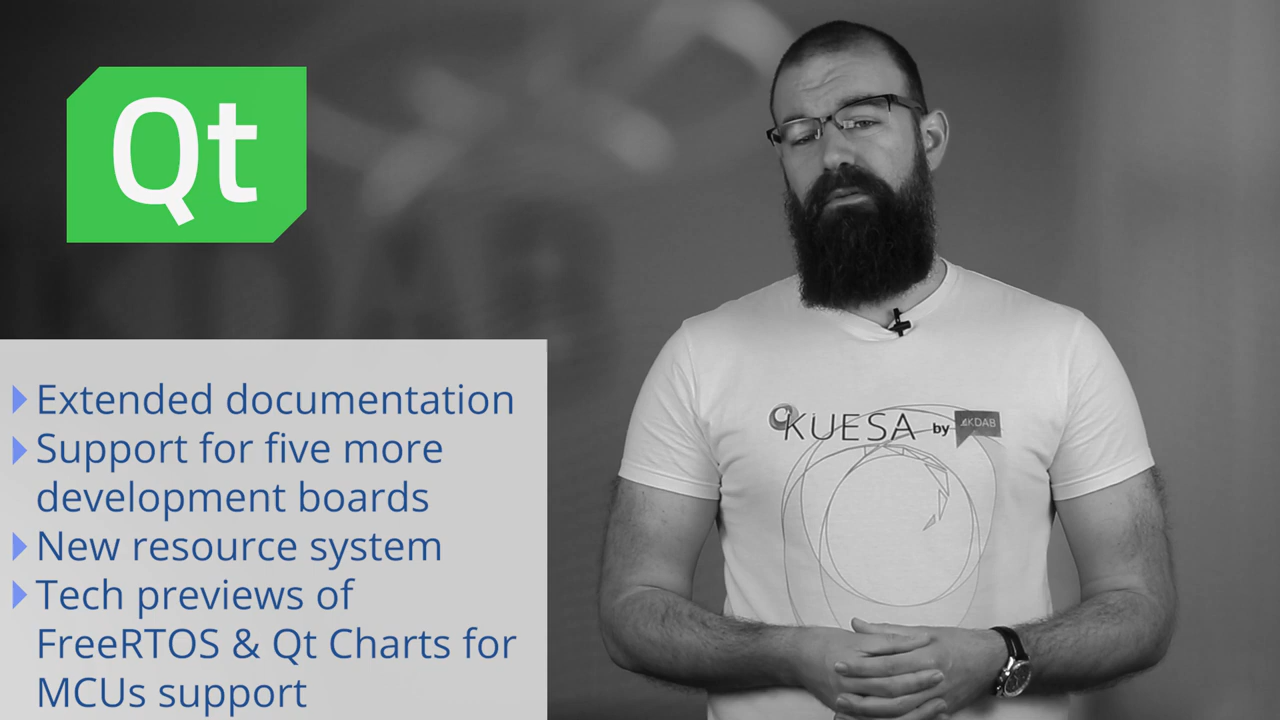 Qt
Extended documentation
Support for five more
development boards
New resource system
Tech previews of
FreeRTOS & Qt Charts for
MCUs support
KUESA by KDAB